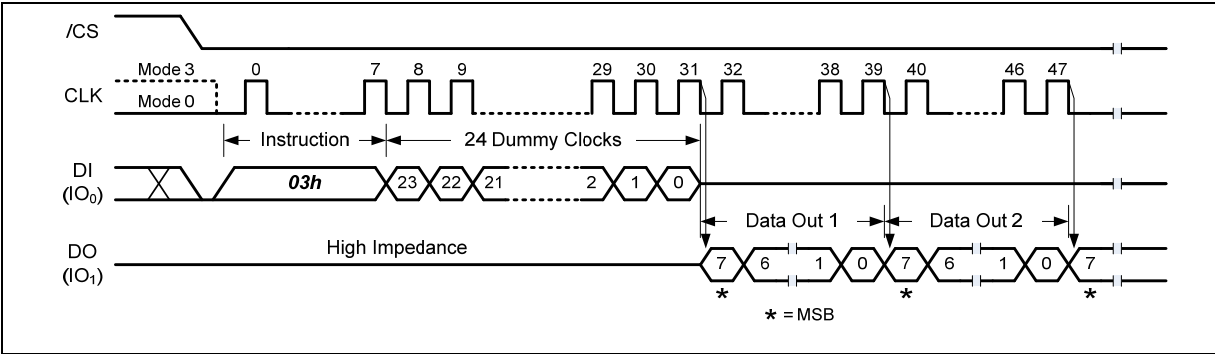 /CS
Mode 3 0 7 8 9 29 30 31 32 38 39 40 46 47
CLK
Mode 0
Instruction 24 Dummy Clocks
DI
(IO0)
03h 23 22 21 2 1 0
Data Out 1 Data Out 2
High Impedance
DO
(IO1)
7 6 1 0 7 6 1 0 7
* * *
* = MSB